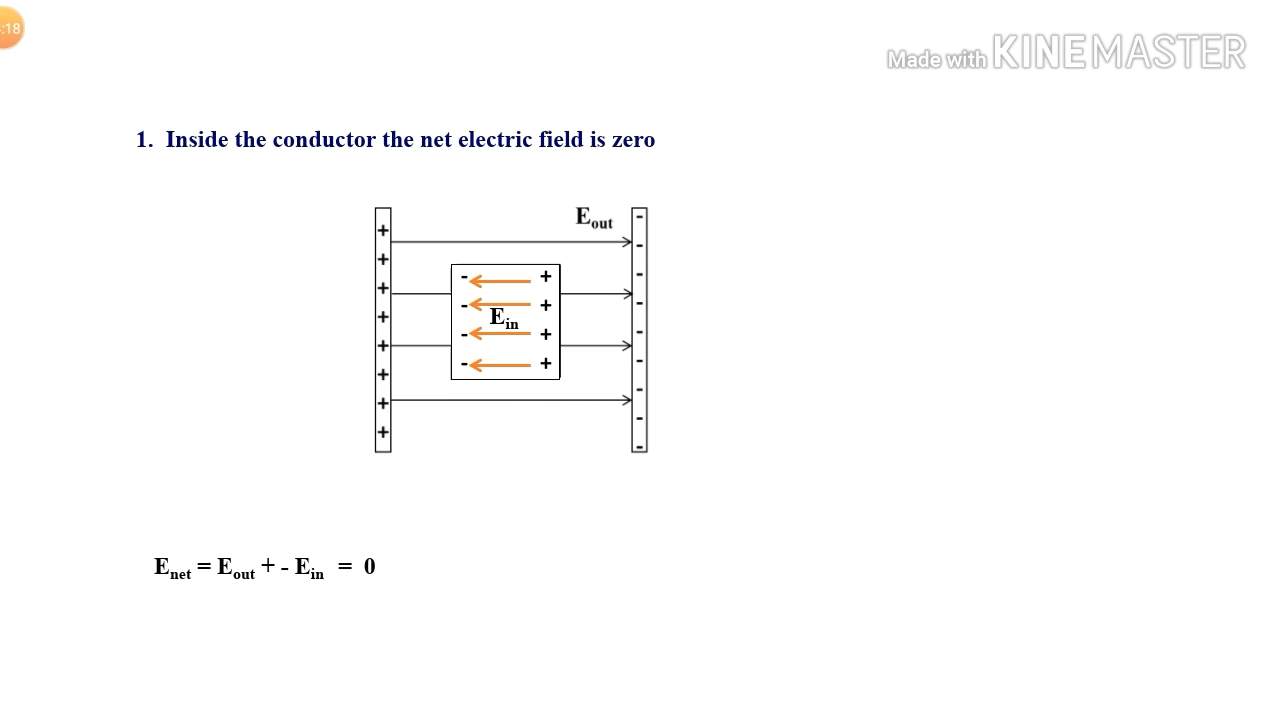 :18
Made with KINEMASTER
1. Inside the conductor the net electric field is zero
Eout
+ -
+ -
+ - + -
+ - + -
+ Ein -
+ - + -
+ - + -
+ -
-
Enet = Eout + - Ein = 0